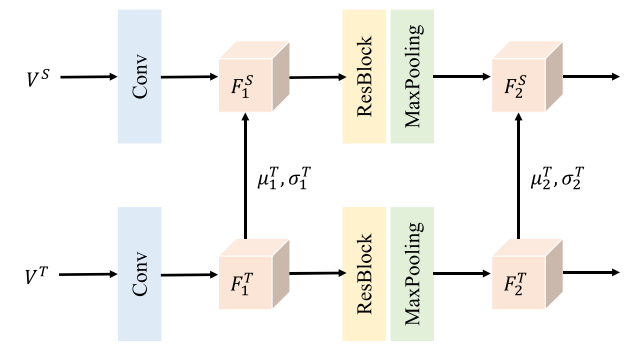 V^S
Conv
F_1^S
ResBlock
MaxPooling
F_2^S
μ_1^T, σ_1^T
μ_2^T, σ_2^T
V^T
Conv
F_1^T
ResBlock
MaxPooling
F_2^T